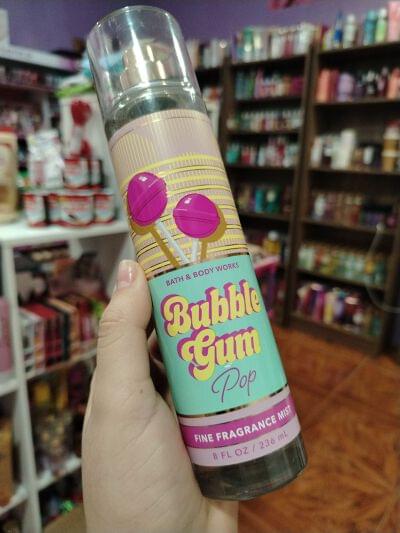 BATH & BODY WORKS
Bubble
Gum
Pop
FINE FRAGRANCE MIST
8 FL OZ / 236 mL